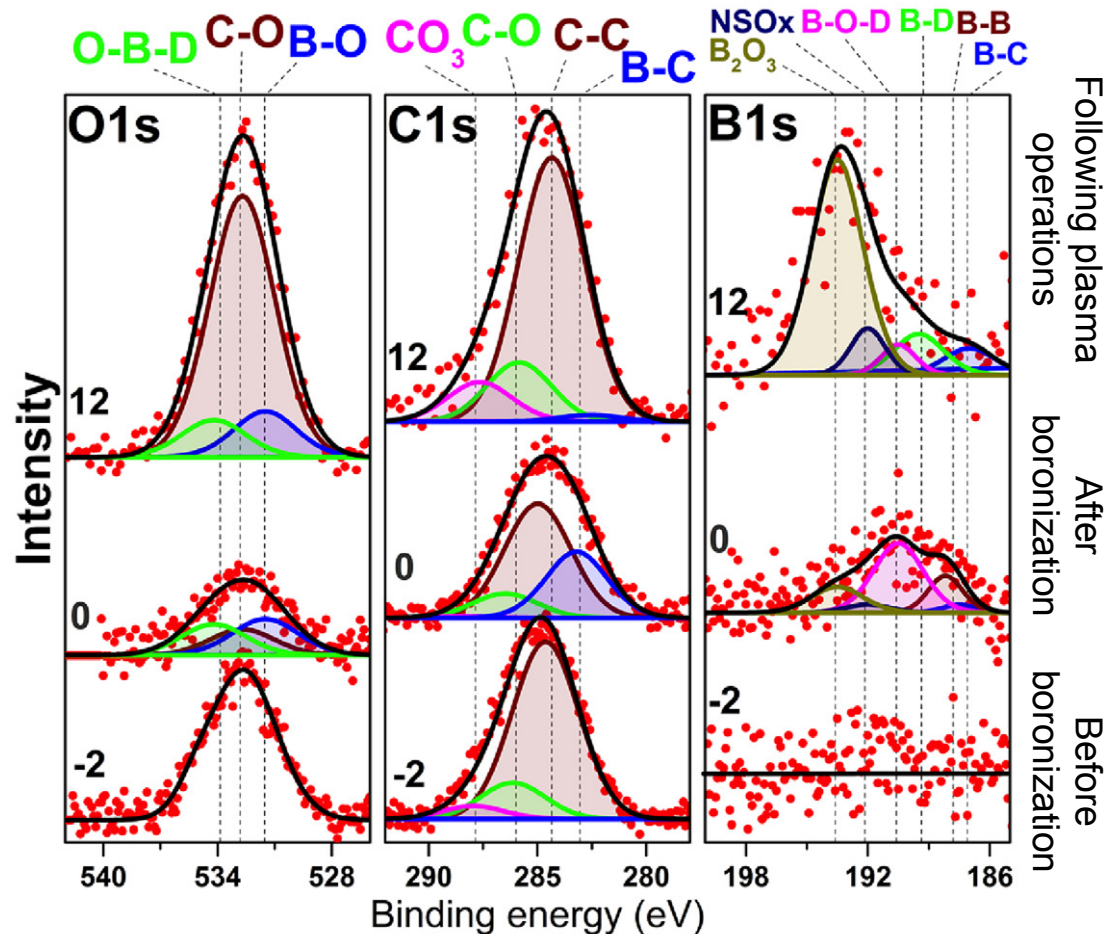 O-B-D C-O B-O
CO3 C-O C-C B-C
NSOx B-O-D B-D B-B
B2O3 B-C
O1s
C1s
B1s
12
12
12
0
0
0
-2
-2
-2
Intensity
Following plasma
operations
After
boronization
Before
boronization
540 534 528
290 285 280
198 192 186
Binding energy (eV)